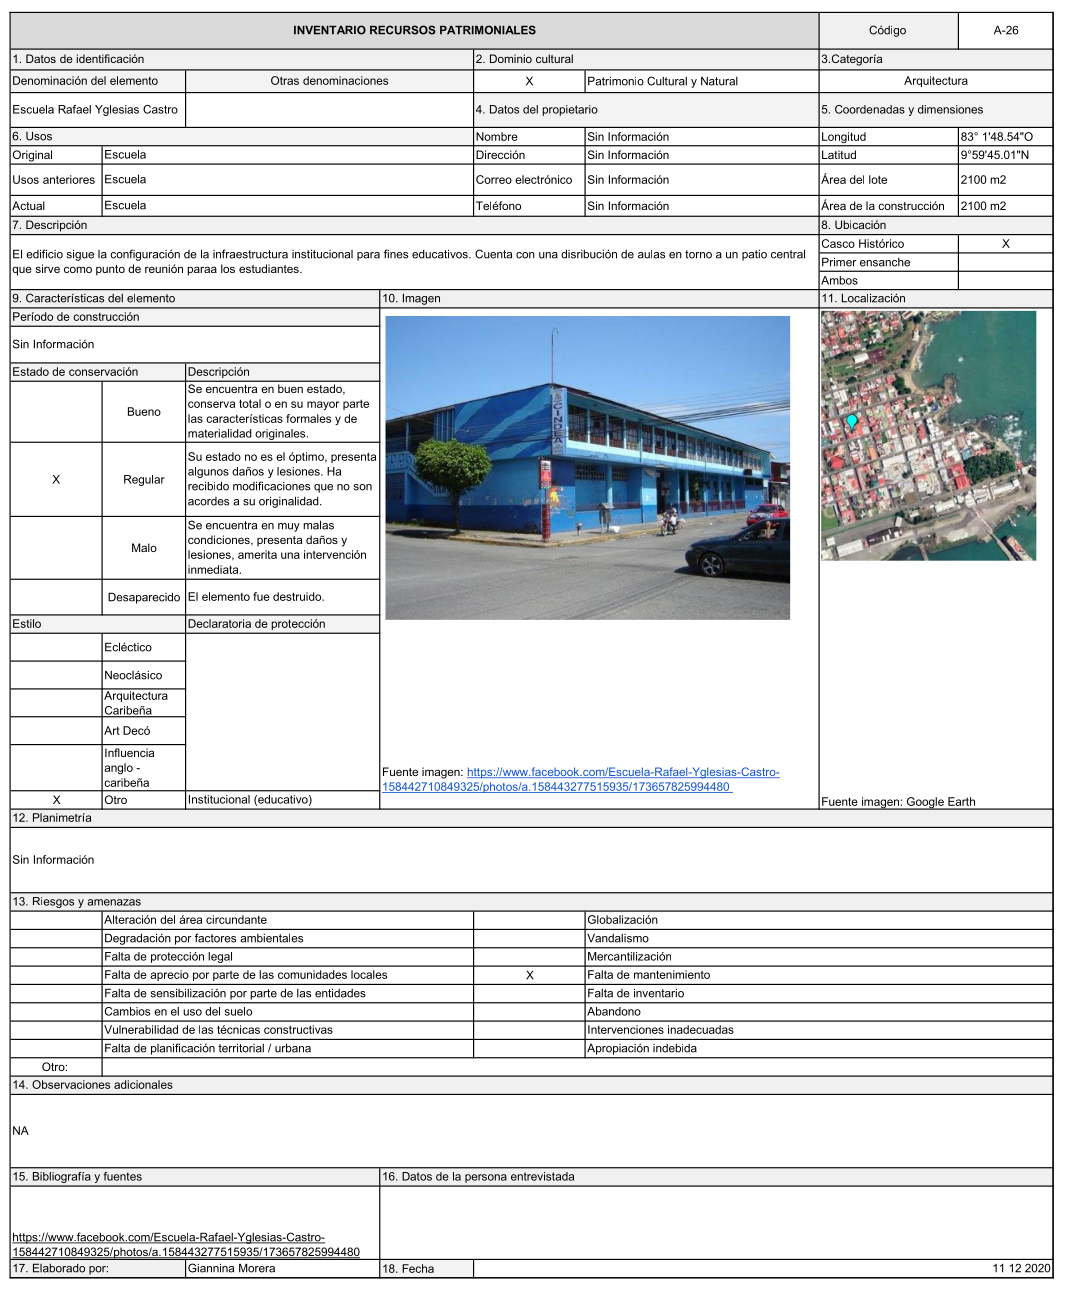 INVENTARIO RECURSOS PATRIMONIALES
Código
A-26
1. Datos de identificación
2. Dominio cultural
3.Categoría
Denominación del elemento
Otras denominaciones
X
Patrimonio Cultural y Natural
Arquitectura
Escuela Rafael Yglesias Castro
4. Datos del propietario
5. Coordenadas y dimensiones
6. Usos
Nombre
Sin Información
Longitud
83° 1'48.54"O
Original
Escuela
Dirección
Sin Información
Latitud
9°59'45.01"N
Usos anteriores
Escuela
Correo electrónico
Sin Información
Área del lote
2100 m2
Actual
Escuela
Teléfono
Sin Información
Área de la construcción
2100 m2
7. Descripción
8. Ubicación
El edificio sigue la configuración de la infraestructura institucional para fines educativos. Cuenta con una disribución de aulas en torno a un patio central
que sirve como punto de reunión paraa los estudiantes.
Casco Histórico
X
Primer ensanche
Ambos
9. Características del elemento
10. Imagen
11. Localización
Período de construcción
Sin Información
Estado de conservación
Descripción
Bueno
Se encuentra en buen estado,
conserva total o en su mayor parte
las características formales y de
materialidad originales.
X
Regular
Su estado no es el óptimo, presenta
algunos daños y lesiones. Ha
recibido modificaciones que no son
acordes a su originalidad.
Malo
Se encuentra en muy malas
condiciones, presenta daños y
lesiones, amerita una intervención
inmediata.
Desaparecido
El elemento fue destruido.
Estilo
Declaratoria de protección
Ecléctico
Neoclásico
Arquitectura
Caribeña
Art Decó
Influencia
anglo -
caribeña
X
Otro
Institucional (educativo)
CINDEA
Fuente imagen: https://www.facebook.com/Escuela-Rafael-Yglesias-Castro-
158442710849325/photos/a.158443277515935/173657825994480
Fuente imagen: Google Earth
12. Planimetría
Sin Información
13. Riesgos y amenazas
Alteración del área circundante
Globalización
Degradación por factores ambientales
Vandalismo
Falta de protección legal
Mercantilización
Falta de aprecio por parte de las comunidades locales
X
Falta de mantenimiento
Falta de sensibilización por parte de las entidades
Falta de inventario
Cambios en el uso del suelo
Abandono
Vulnerabilidad de las técnicas constructivas
Intervenciones inadecuadas
Falta de planificación territorial / urbana
Apropiación indebida
Otro:
14. Observaciones adicionales
NA
15. Bibliografía y fuentes
16. Datos de la persona entrevistada
https://www.facebook.com/Escuela-Rafael-Yglesias-Castro-
158442710849325/photos/a.158443277515935/173657825994480
17. Elaborado por:
Giannina Morera
18. Fecha
11 12 2020